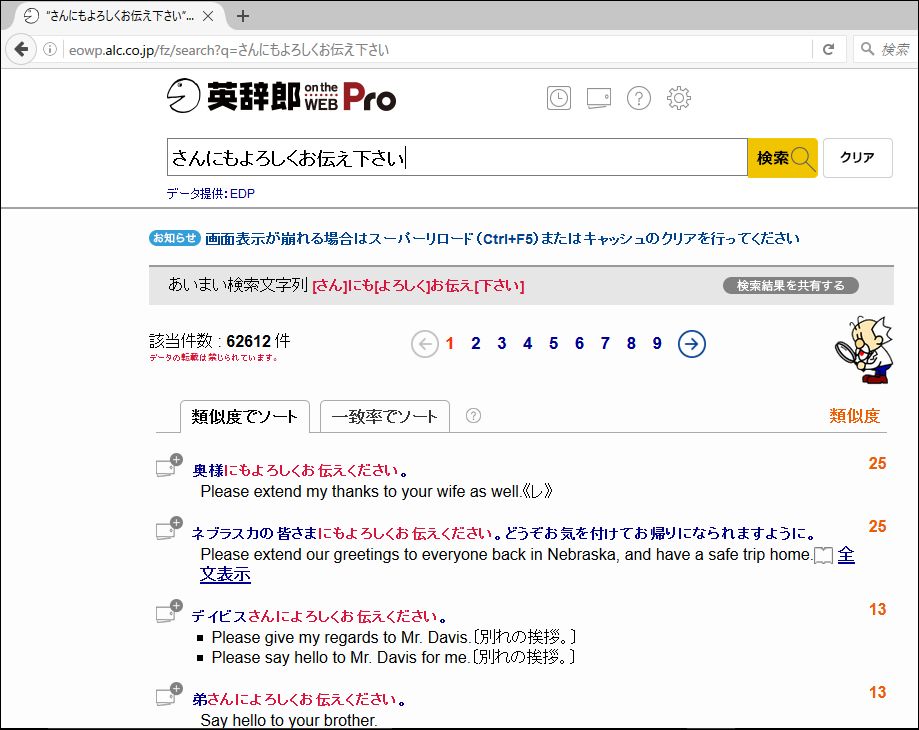 "さんにもよろしくお伝え下さい"...
eowp.alc.co.jp/fz/search?q=さんにもよろしくお伝え下さい
検索
英辞郎 on the WEB Pro
さんにもよろしくお伝え下さい
検索
クリア
データ提供：EDP
お知らせ 画面表示が崩れる場合はスーパーリロード（Ctrl+F5）またはキャッシュのクリアを行ってください
あいまい検索文字列 [さん]にも[よろしく]お伝え[下さい]
検索結果を共有する
該当件数 : 62612 件
データの転載は禁じられています。
1 2 3 4 5 6 7 8 9
類似度でソート
一致率でソート
類似度
奥様にもよろしくお伝えください。
25
Please extend my thanks to your wife as well.《レ》
ネブラスカの皆さまにもよろしくお伝えください。どうぞお気を付けてお帰りになられますように。
25
Please extend our greetings to everyone back in Nebraska, and have a safe trip home. 全
文表示
デイビスさんによろしくお伝えください。
13
Please give my regards to Mr. Davis.〔別れの挨拶。〕
Please say hello to Mr. Davis for me.〔別れの挨拶。〕
弟さんによろしくお伝えください。
13
Say hello to your brother.